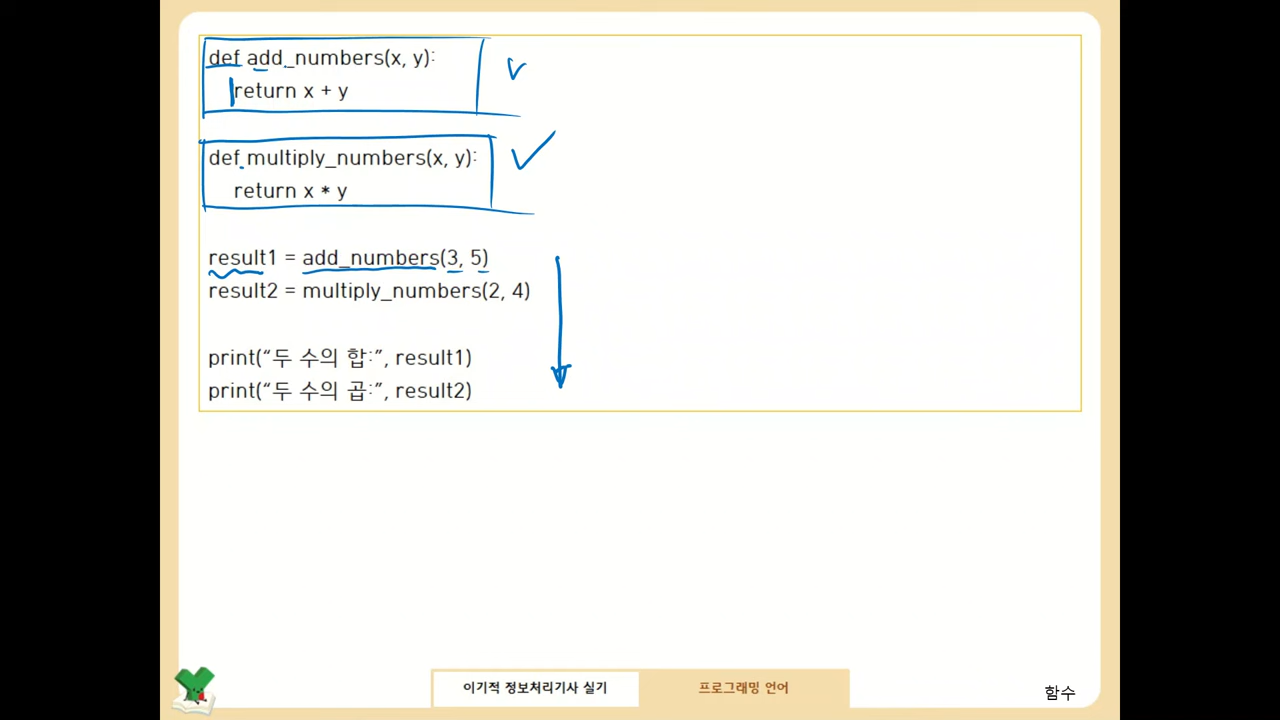 def add_numbers(x, y):
return x + y
def multiply_numbers(x, y):
return x * y
result1 = add_numbers(3, 5)
result2 = multiply_numbers(2, 4)
print(“두 수의 합:”, result1)
print(“두 수의 곱:”, result2)
이기적 정보처리기사 실기
프로그래밍 언어
함수